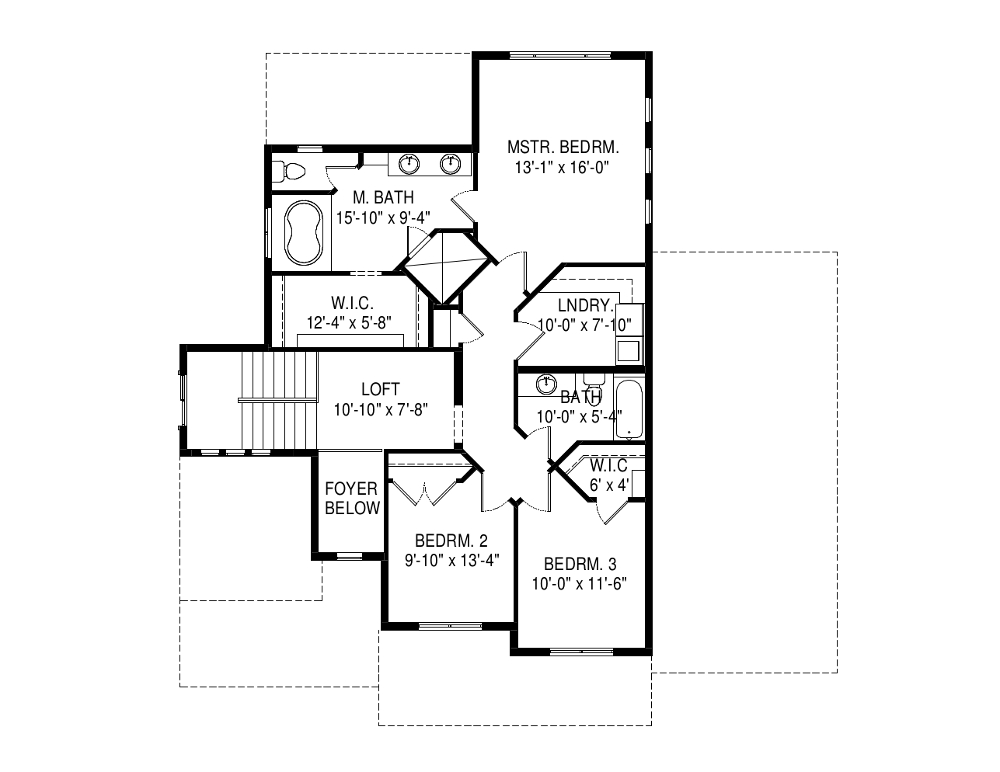 MSTR. BEDRM.
13'-1" x 16'-0"
M. BATH
15'-10" x 9'-4"
W.I.C.
12'-4" x 5'-8"
LNDRY.
10'-0" x 7'-10"
LOFT
10'-10" x 7'-8"
BATH
10'-0" x 5'-4"
W.I.C
6' x 4'
FOYER
BELOW
BEDRM. 2
9'-10" x 13'-4"
BEDRM. 3
10'-0" x 11'-6"